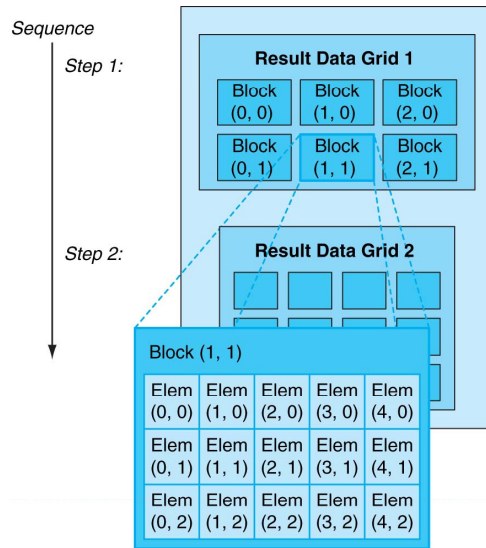 Sequence
Step 1:
Result Data Grid 1
Block Block Block
(0, 0) (1, 0) (2, 0)
Block Block Block
(0, 1) (1, 1) (2, 1)
Step 2:
Result Data Grid 2
Block (1, 1)
Elem Elem Elem Elem Elem
(0, 0) (1, 0) (2, 0) (3, 0) (4, 0)
Elem Elem Elem Elem Elem
(0, 1) (1, 1) (2, 1) (3, 1) (4, 1)
Elem Elem Elem Elem Elem
(0, 2) (1, 2) (2, 2) (3, 2) (4, 2)